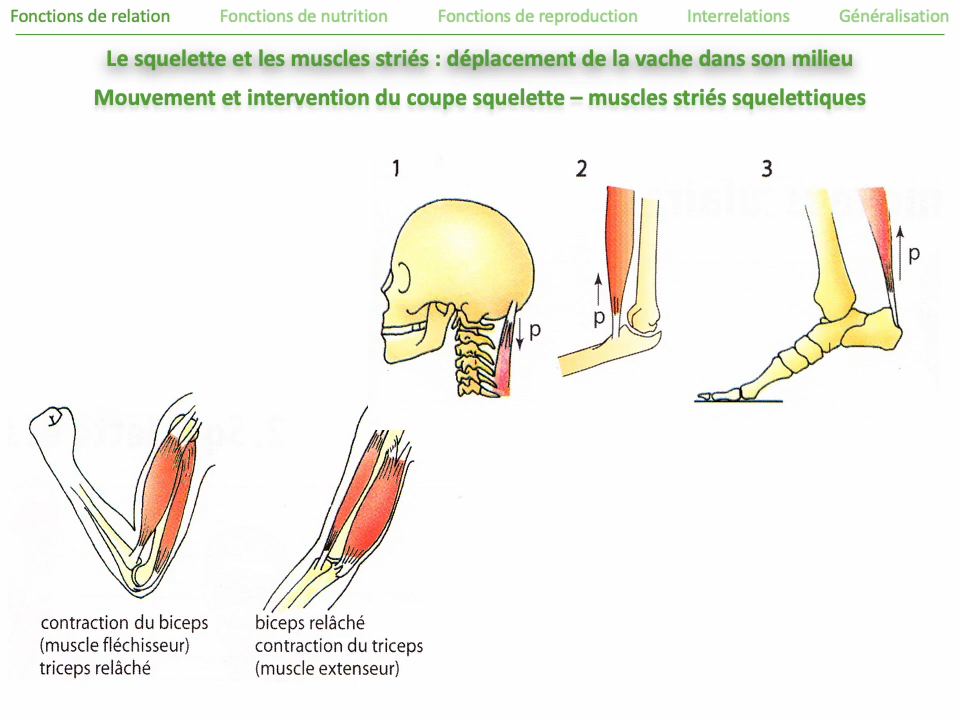 Fonctions de relation Fonctions de nutrition Fonctions de reproduction Interrelations Généralisation
Le squelette et les muscles striés : déplacement de la vache dans son milieu
Mouvement et intervention du coupe squelette – muscles striés squelettiques
1 2 3
p p p
contraction du biceps
(muscle fléchisseur)
triceps relâché
biceps relâché
contraction du triceps
(muscle extenseur)